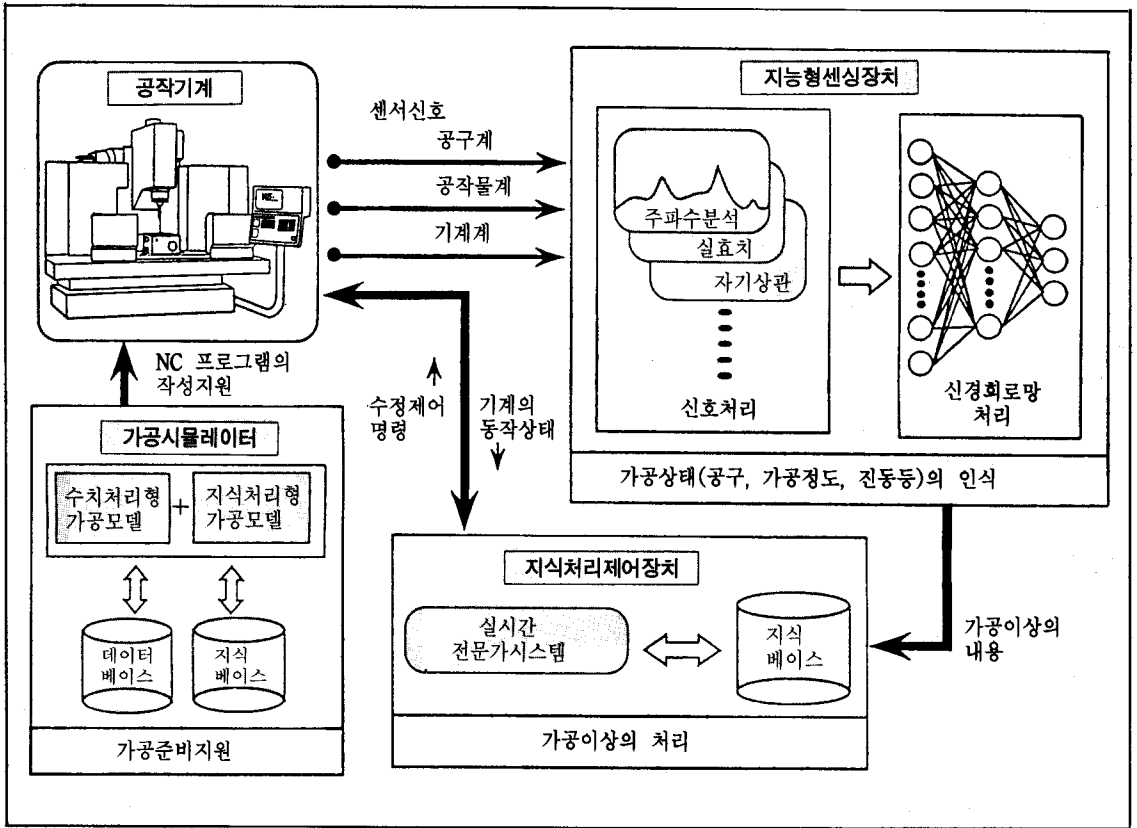 공작기계
센서신호
공구계
공작물계
기계계
지능형센싱장치
주파수분석
실효치
자기상관
신호처리
신경회로망
처리
가공상태(공구, 가공정도, 진동등)의 인식
NC 프로그램의
작성지원
가공시뮬레이터
수치처리형
가공모델
+
지식처리형
가공모델
데이터
베이스
지식
베이스
가공준비지원
수정제어
명령
기계의
동작상태
지식처리제어장치
실시간
전문가시스템
지식
베이스
가공이상의 처리
가공이상의
내용